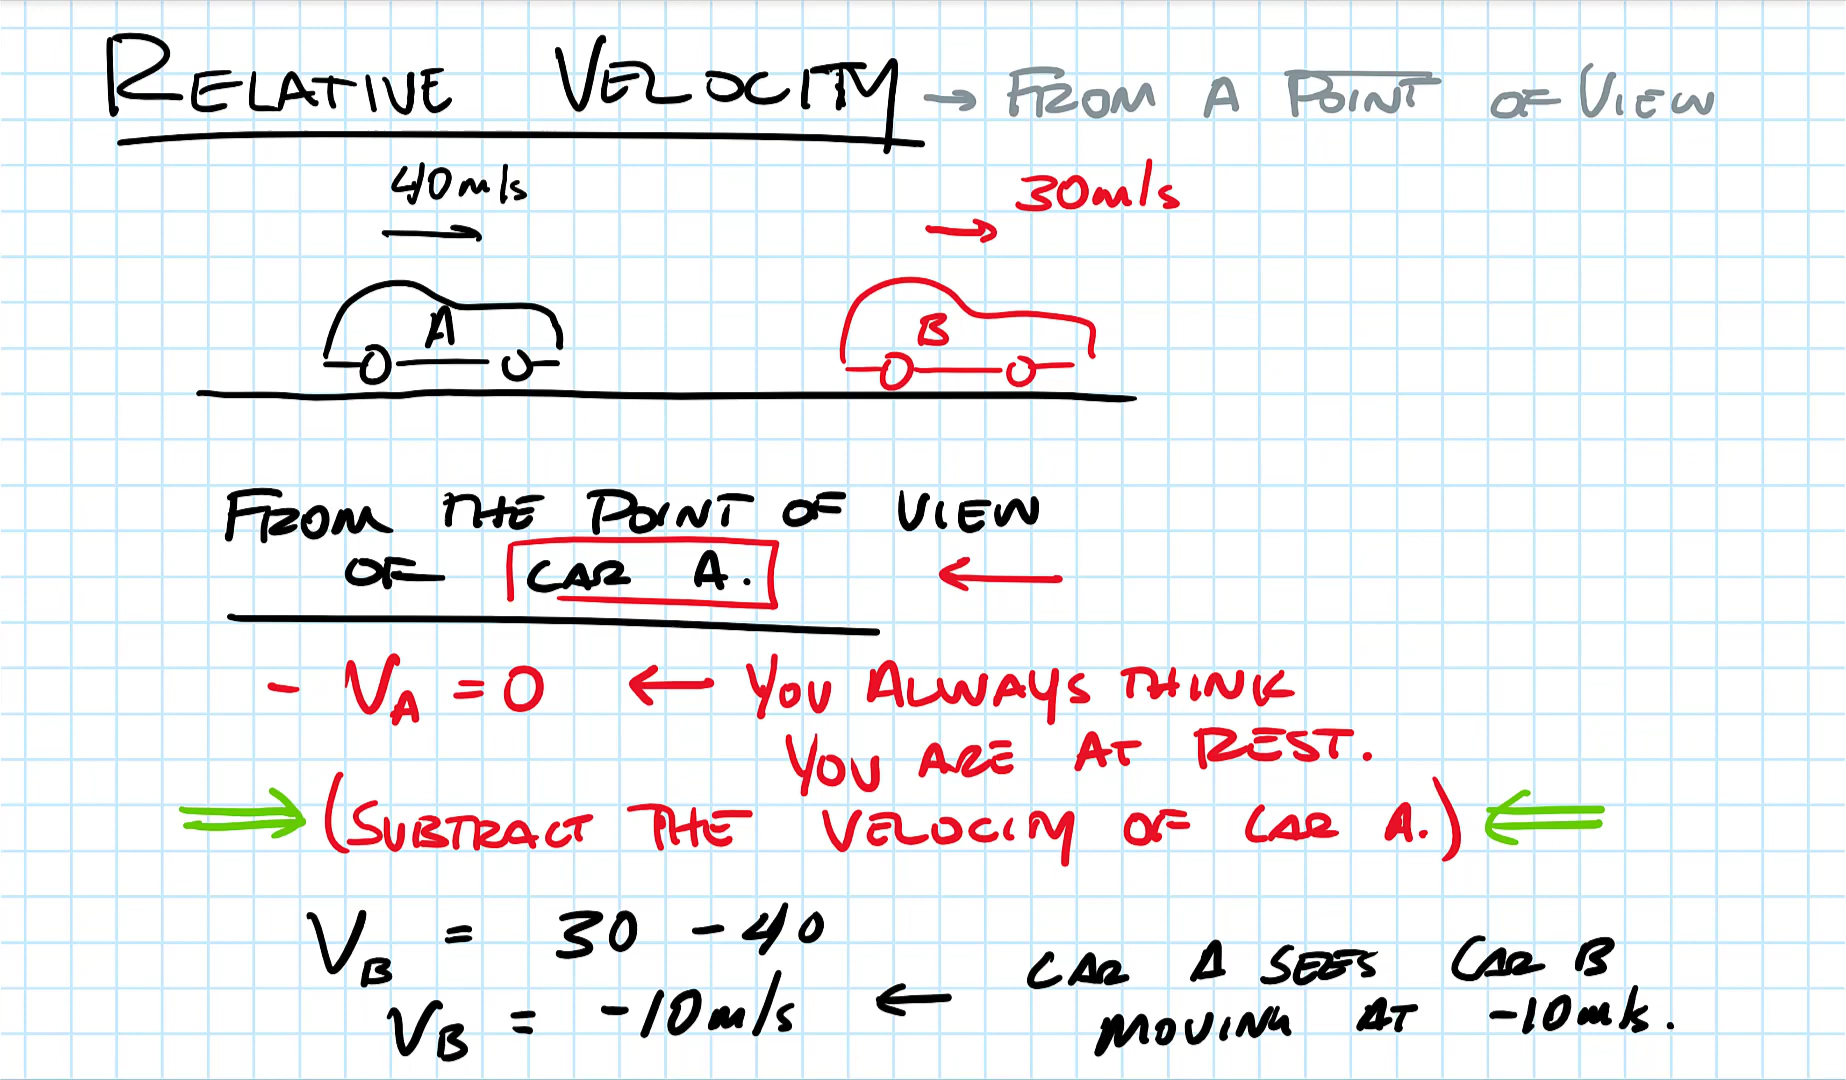 RELATIVE VELOCITY → FROM A POINT OF VIEW
40m/s
30m/s
A
B
FROM THE POINT OF VIEW
OF CAR A.
- VA = 0 ← YOU ALWAYS THINK
YOU ARE AT REST.
(SUBTRACT THE VELOCITY OF CAR A.)
VB = 30 - 40
VB = -10m/s ← CAR A SEES CAR B
MOVING AT -10m/s.